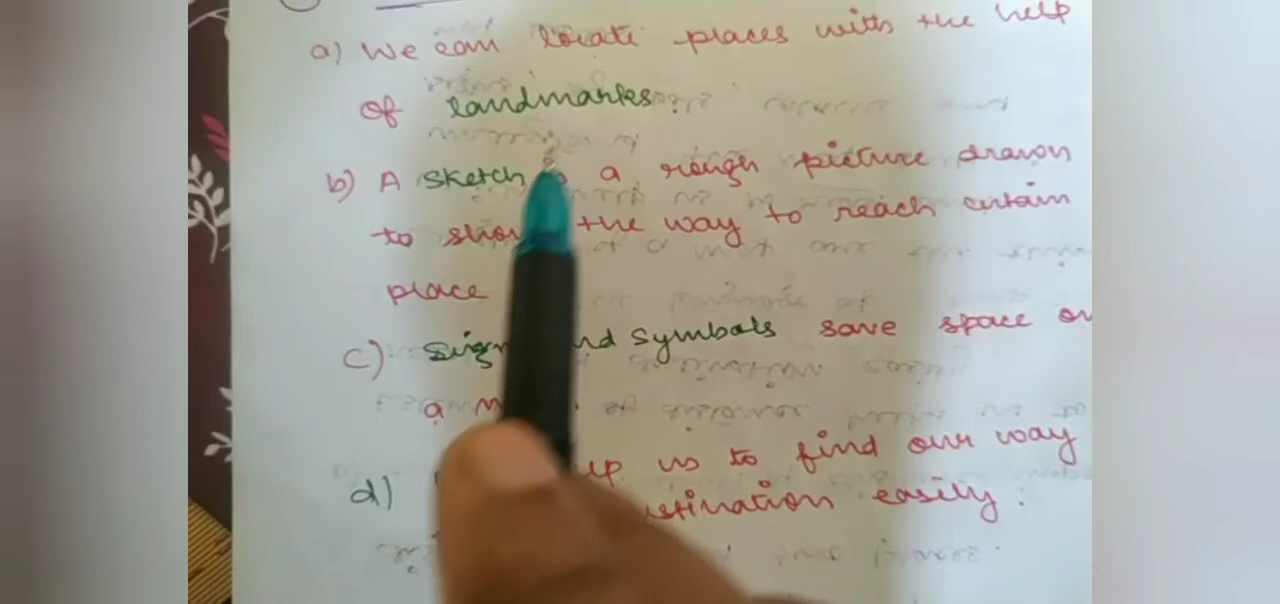 a) We can locate places with the help
of landmarks.
b) A Sketch a rough picture drawn
to the way to reach certain
place
c) symbols save space on
a
d) us to find our way
easily.